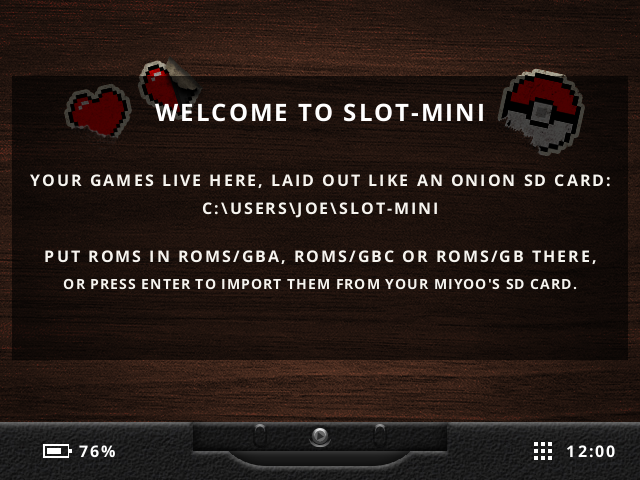 WELCOME TO SLOT-MINI
YOUR GAMES LIVE HERE, LAID OUT LIKE AN ONION SD CARD:
C:\USERS\JOE\SLOT-MINI
PUT ROMS IN ROMS/GBA, ROMS/GBC OR ROMS/GB THERE,
OR PRESS ENTER TO IMPORT THEM FROM YOUR MIYOO'S SD CARD.
76%
12:00